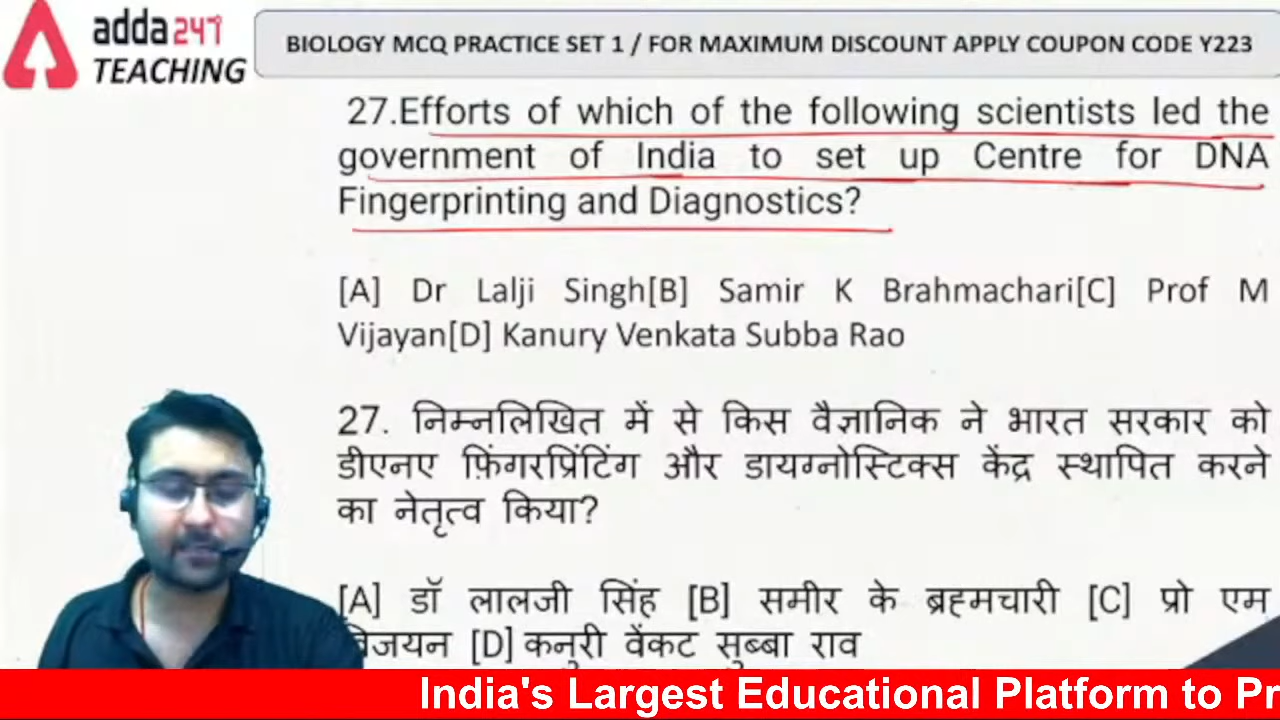 adda247
TEACHING
BIOLOGY MCQ PRACTICE SET 1 / FOR MAXIMUM DISCOUNT APPLY COUPON CODE Y223
27.Efforts of which of the following scientists led the
government of India to set up Centre for DNA
Fingerprinting and Diagnostics?
[A] Dr Lalji Singh[B] Samir K Brahmachari[C] Prof M
Vijayan[D] Kanury Venkata Subba Rao
27. निम्नलिखित में से किस वैज्ञानिक ने भारत सरकार को
डीएनए फ़िंगरप्रिंटिंग और डायग्नोस्टिक्स केंद्र स्थापित करने
का नेतृत्व किया?
[A] डॉ लालजी सिंह [B] समीर के ब्रह्मचारी [C] प्रो एम
विजयन [D] कनुरी वेंकट सुब्बा राव
India's Largest Educational Platform to Pr